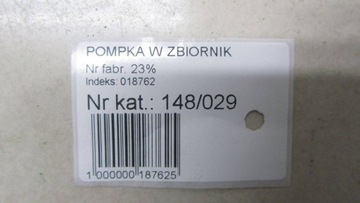 POMPKA W ZBIORNIK
Nr fabr. 23%
Indeks: 018762
Nr kat.: 148/029
1 000000 187625